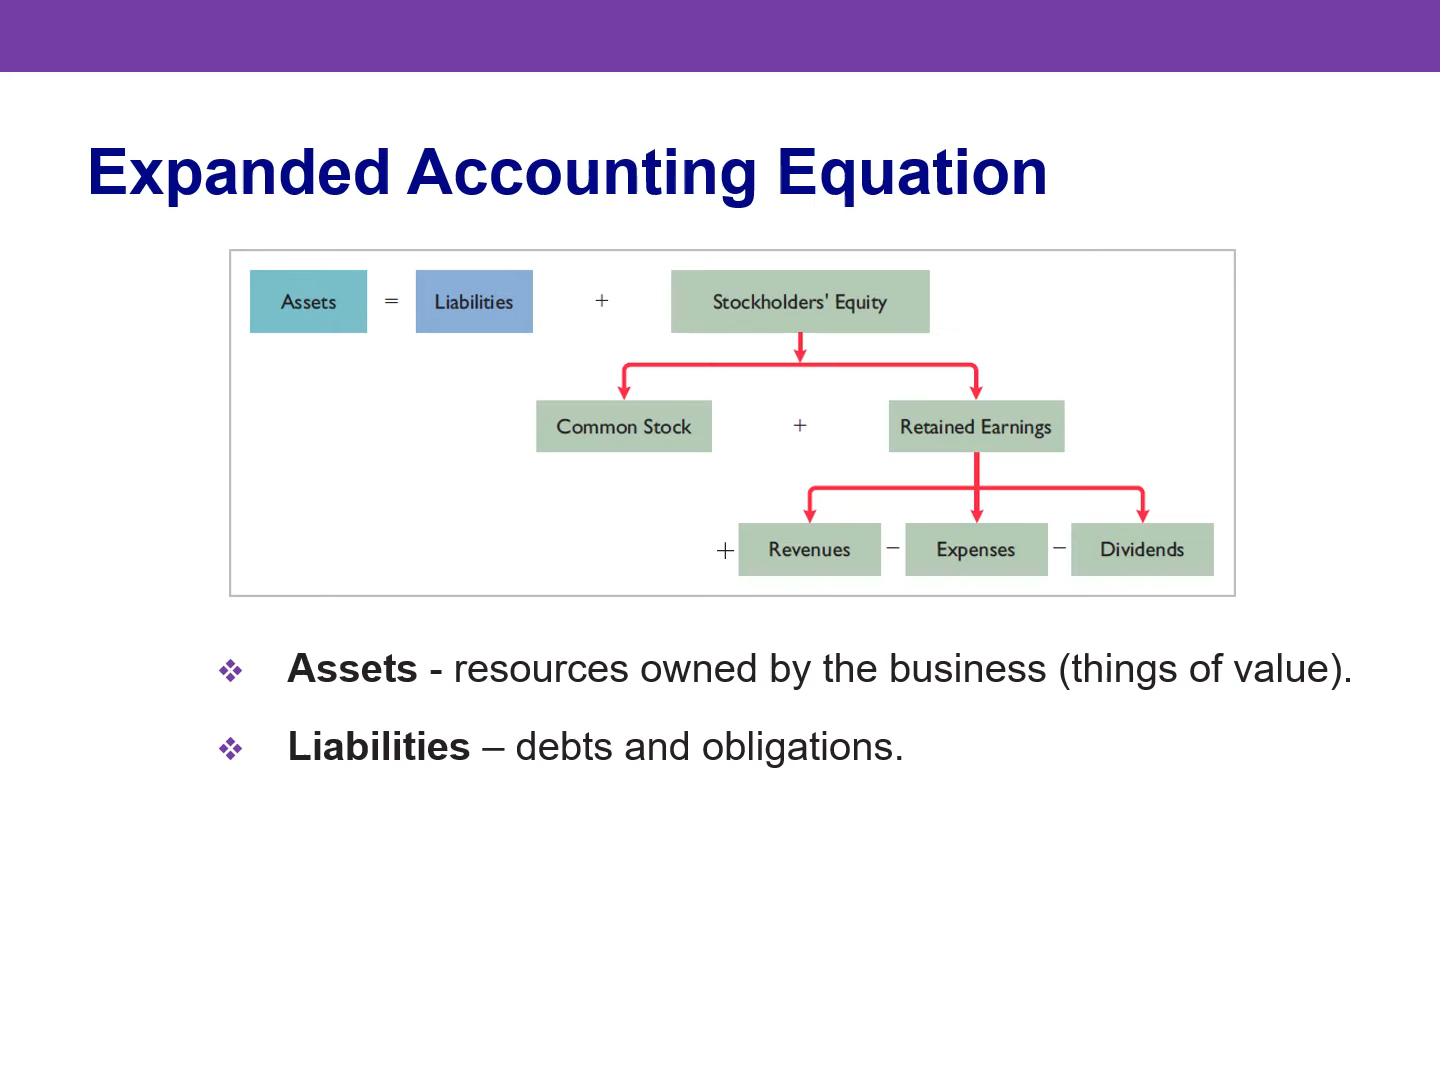 Expanded Accounting Equation
Assets = Liabilities + Stockholders' Equity
Common Stock + Retained Earnings
+ Revenues − Expenses − Dividends
❖ Assets - resources owned by the business (things of value).
❖ Liabilities – debts and obligations.